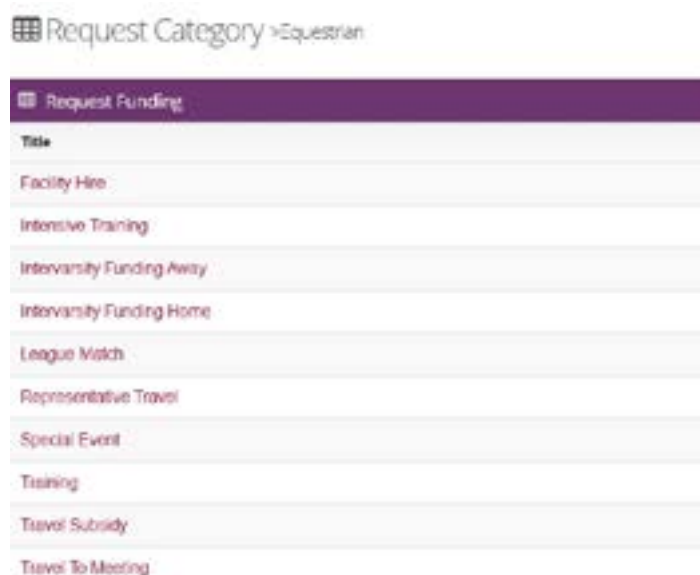 Request Category >Equestrian
Request Funding
Title
Facility Hire
Intensive Training
Intervarsity Funding Away
Intervarsity Funding Home
League Match
Representative Travel
Special Event
Training
Travel Subsidy
Travel To Meeting